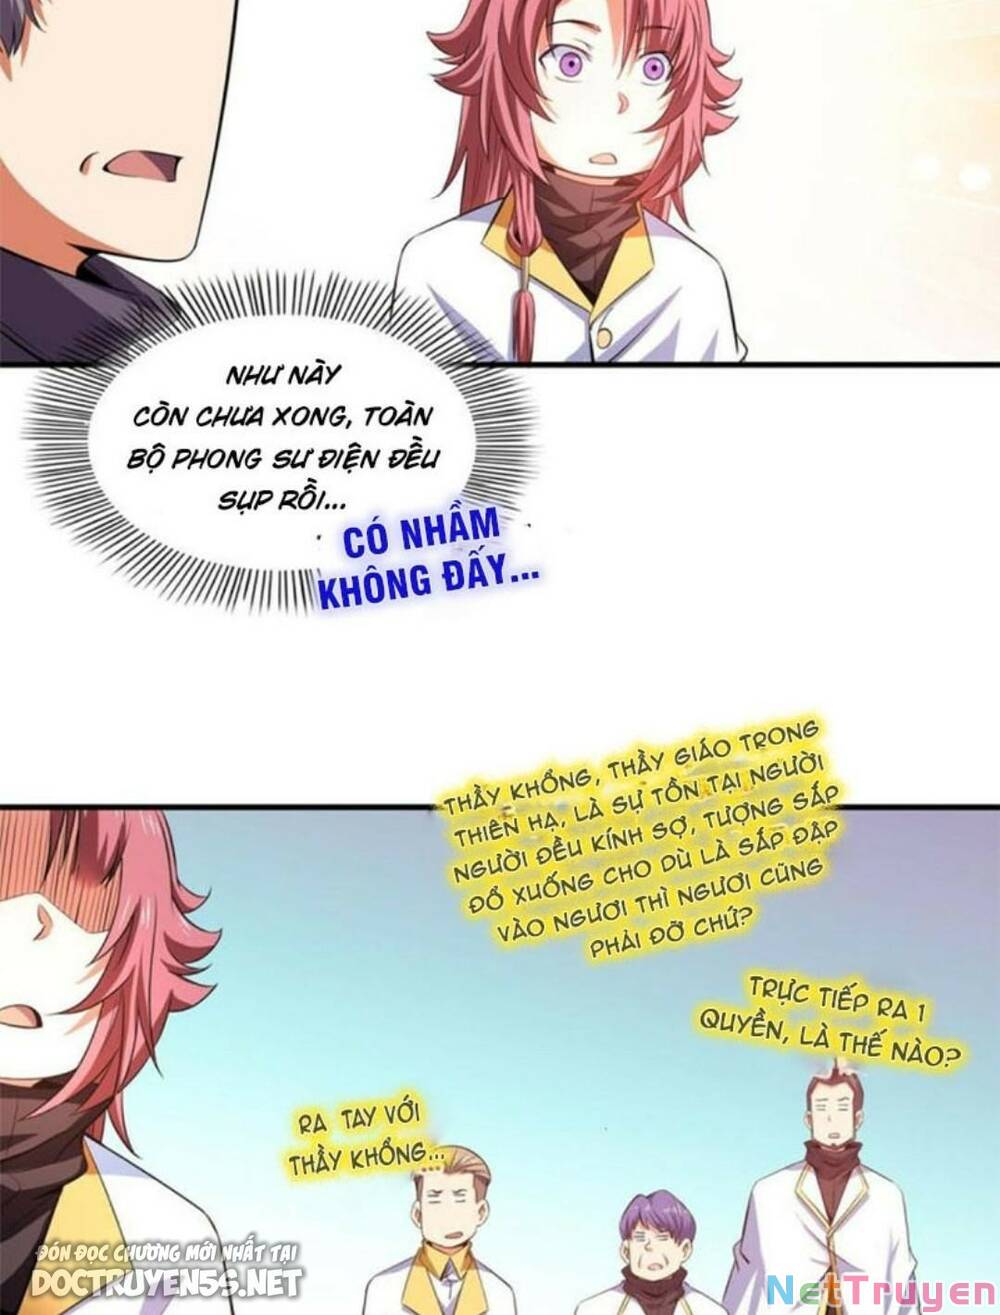 NHƯ NÀY
CÒN CHƯA XONG, TOÀN
BỘ PHONG SƯ ĐIỆN ĐỀU
SỤP RỒI...
CÓ NHẦM
KHÔNG ĐẤY...
THẦY KHỔNG, THẦY GIÁO TRONG
THIÊN HẠ, LÀ SỰ TỒN TẠI NGƯỜI
NGƯỜI ĐỀU KÍNH SỢ, TƯỢNG SẮP
ĐỔ XUỐNG CHO DÙ LÀ SẮP ĐẬP
VÀO NGƯƠI THÌ NGƯƠI CŨNG
PHẢI ĐỠ CHỨ?
TRỰC TIẾP RA 1
QUYỀN, LÀ THẾ NÀO?
RA TAY VỚI
THẦY KHỔNG...
ĐÓN ĐỌC CHƯƠNG MỚI NHẤT TẠI
DOCTRUYEN5S.NET
NetTruyen